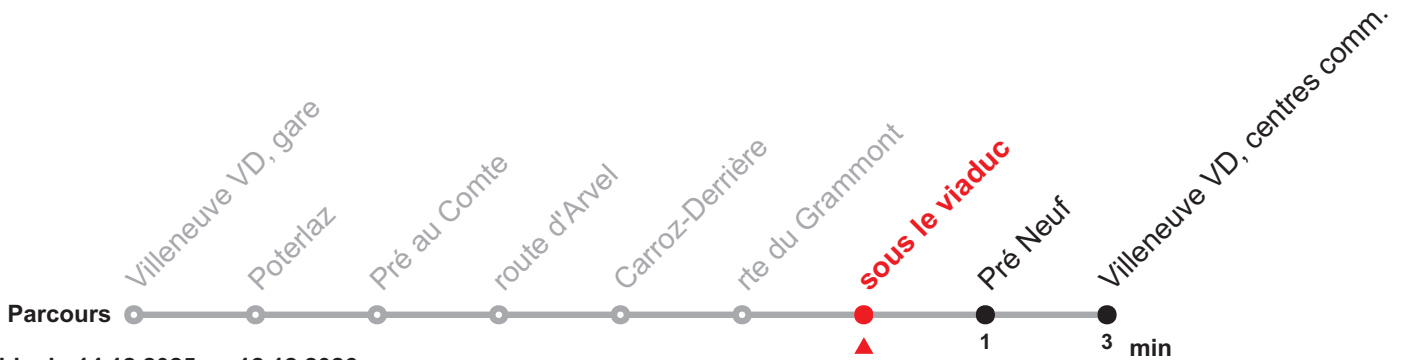 Villeneuve VD, gare
Poterlaz
Pré au Comte
route d'Arvel
Carroz-Derrière
rte du Grammont
sous le viaduc
Pré Neuf
Villeneuve VD, centres comm.
Parcours
1
3 min